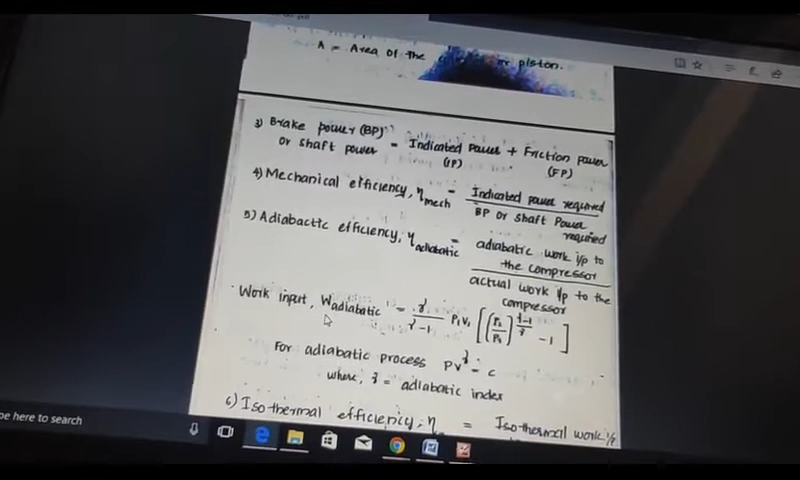 A = Area of the piston.
3) Brake power (BP)
or shaft power = Indicated Power (IP) + Friction power (FP)
4) Mechanical efficiency, η mech = Indicated power required
BP or Shaft Power required
5) Adiabactic efficiency, η adiabatic = adiabatic work i/p to the compressor
actual work i/p to the compressor
Work input, Wadiabatic = γ/γ-1 P₁V₁ [(P₂/P₁)^(γ-1/γ) - 1]
For adiabatic process PV^γ = c
where, γ = adiabatic index
6) Isothermal efficiency, η = Isothermal work i/p
pe here to search